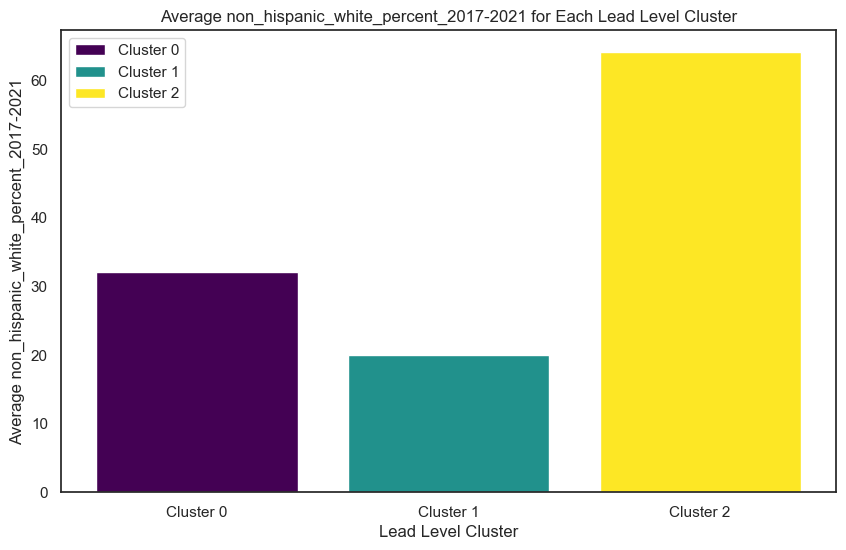 Average non_hispanic_white_percent_2017-2021 for Each Lead Level Cluster
Cluster 0
Cluster 1
Cluster 2
Average non_hispanic_white_percent_2017-2021
60
50
40
30
20
10
0
Cluster 0
Cluster 1
Cluster 2
Lead Level Cluster